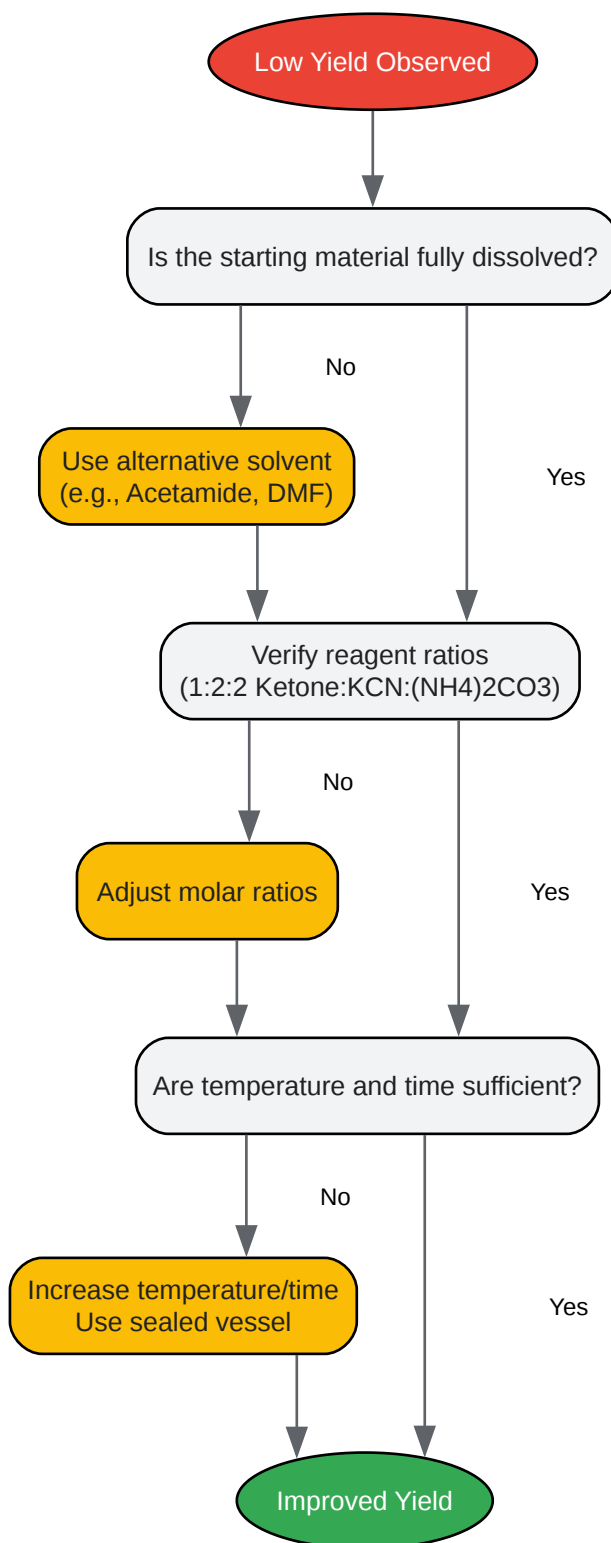 Low Yield Observed
Is the starting material fully dissolved?
No
Use alternative solvent
(e.g., Acetamide, DMF)
Yes
Verify reagent ratios
(1:2:2 Ketone:KCN:(NH4)2CO3)
No
Adjust molar ratios
Yes
Are temperature and time sufficient?
No
Increase temperature/time
Use sealed vessel
Yes
Improved Yield